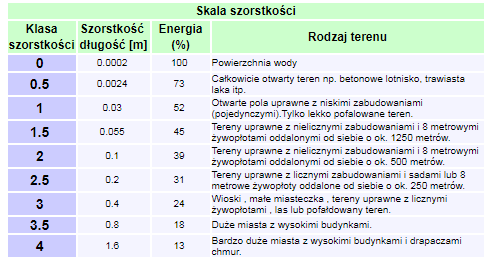 Skala szorstkości
Klasa szorstkości Szorstkość długość [m] Energia (%) Rodzaj terenu
0 0.0002 100 Powierzchnia wody
0.5 0.0024 73 Całkowicie otwarty teren np. betonowe lotnisko, trawiasta
laka itp.
1 0.03 52 Otwarte pola uprawne z niskimi zabudowaniami
(pojedynczymi).Tylko lekko pofalowane teren.
1.5 0.055 45 Tereny uprawne z nielicznymi zabudowaniami i 8 metrowymi
żywopłotami oddalonymi od siebie o ok. 1250 metrów.
2 0.1 39 Tereny uprawne z nielicznymi zabudowaniami i 8 metrowymi
żywopłotami oddalonymi od siebie o ok. 500 metrów.
2.5 0.2 31 Tereny uprawne z licznymi zabudowaniami i sadami lub 8
metrowe żywopłoty oddalone od siebie o ok. 250 metrów.
3 0.4 24 Wioski , małe miasteczka , tereny uprawne z licznymi
żywopłotami , las lub pofałdowany teren.
3.5 0.8 18 Duże miasta z wysokimi budynkami.
4 1.6 13 Bardzo duże miasta z wysokimi budynkami i drapaczami
chmur.